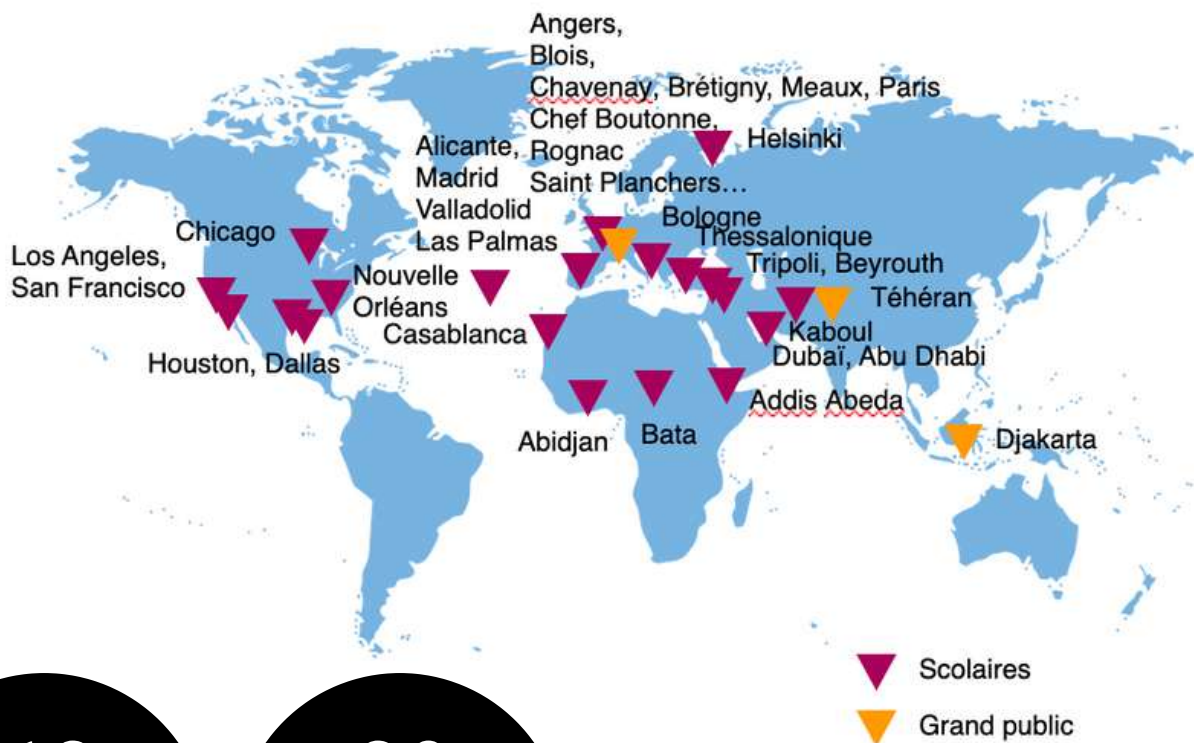 Angers,
Blois,
Chavenay, Brétigny, Meaux, Paris
Chef Boutonne,
Rognac
Saint Planchers...
Helsinki
Alicante,
Madrid
Valladolid
Las Palmas
Bologne
Thessalonique
Tripoli, Beyrouth
Téhéran
Kaboul
Dubaï, Abu Dhabi
Addis Abeda
Chicago
Los Angeles,
San Francisco
Nouvelle
Orléans
Casablanca
Houston, Dallas
Abidjan
Bata
Djakarta
Scolaires
Grand public